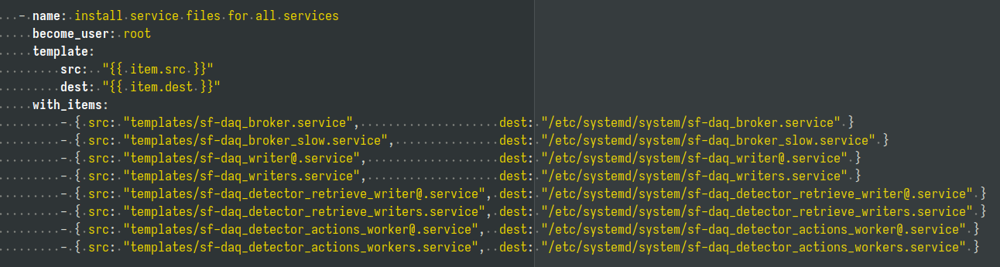 - name: install service files for all services
become_user: root
template:
src: "{{ item.src }}"
dest: "{{ item.dest }}"
with_items:
- { src: "templates/sf-daq_broker.service", dest: "/etc/systemd/system/sf-daq_broker.service" }
- { src: "templates/sf-daq_broker_slow.service", dest: "/etc/systemd/system/sf-daq_broker_slow.service" }
- { src: "templates/sf-daq_writer@.service", dest: "/etc/systemd/system/sf-daq_writer@.service" }
- { src: "templates/sf-daq_writers.service", dest: "/etc/systemd/system/sf-daq_writers.service" }
- { src: "templates/sf-daq_detector_retrieve_writer@.service", dest: "/etc/systemd/system/sf-daq_detector_retrieve_writer@.service" }
- { src: "templates/sf-daq_detector_retrieve_writers.service", dest: "/etc/systemd/system/sf-daq_detector_retrieve_writers.service" }
- { src: "templates/sf-daq_detector_actions_worker@.service", dest: "/etc/systemd/system/sf-daq_detector_actions_worker@.service" }
- { src: "templates/sf-daq_detector_actions_workers.service", dest: "/etc/systemd/system/sf-daq_detector_actions_workers.service" }